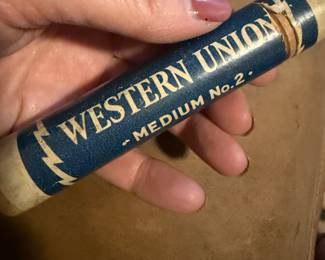 WESTERN UNION
- MEDIUM No. 2 -